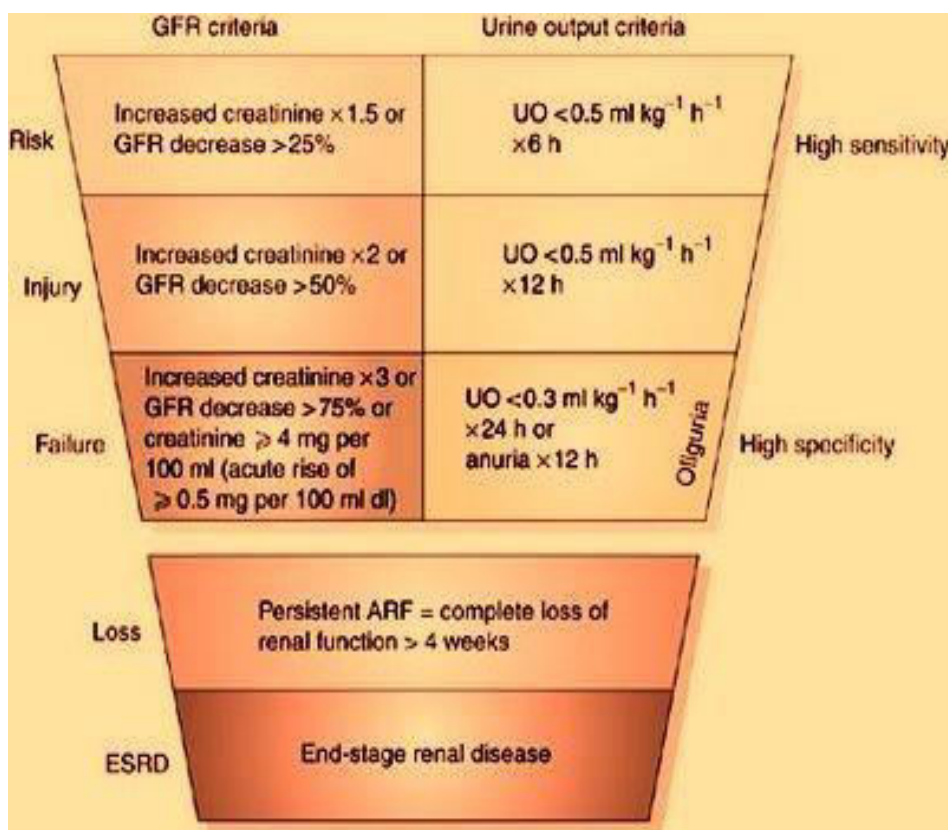 GFR criteria
Urine output criteria
Risk
Increased creatinine ×1.5 or
GFR decrease >25%
UO <0.5 ml kg⁻¹ h⁻¹
×6 h
High sensitivity
Injury
Increased creatinine ×2 or
GFR decrease >50%
UO <0.5 ml kg⁻¹ h⁻¹
×12 h
Failure
Increased creatinine ×3 or
GFR decrease >75% or
creatinine ⩾ 4 mg per
100 ml (acute rise of
⩾ 0.5 mg per 100 ml dl)
UO <0.3 ml kg⁻¹ h⁻¹
×24 h or
anuria ×12 h
Oliguria
High specificity
Loss
Persistent ARF = complete loss of
renal function > 4 weeks
ESRD
End-stage renal disease